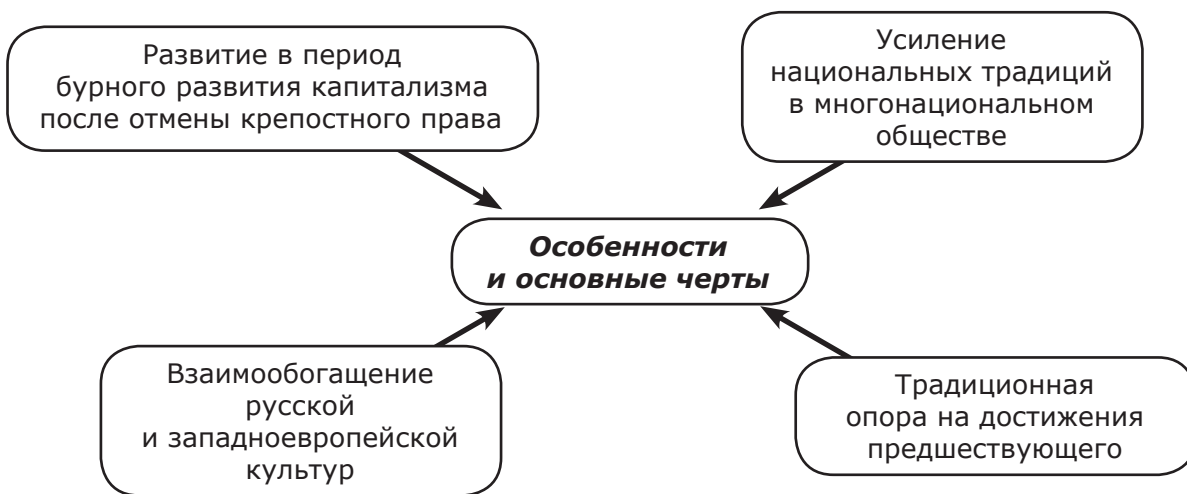 Развитие в период
бурного развития капитализма
после отмены крепостного права
Усиление
национальных традиций
в многонациональном
обществе
Особенности
и основные черты
Взаимообогащение
русской
и западноевропейской
культур
Традиционная
опора на достижения
предшествующего